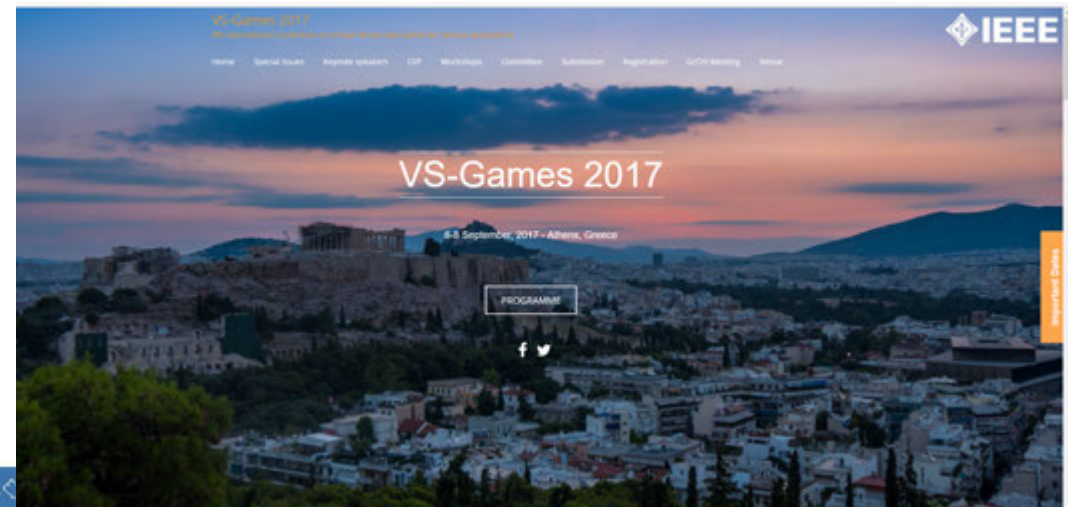 VS-Games 2017
IEEE
Home Special issues Keynote speakers CfP Workshops Committee Submission Registration Venue
VS-Games 2017
6-8 September, 2017 - Athens, Greece
PROGRAMME
Important Dates